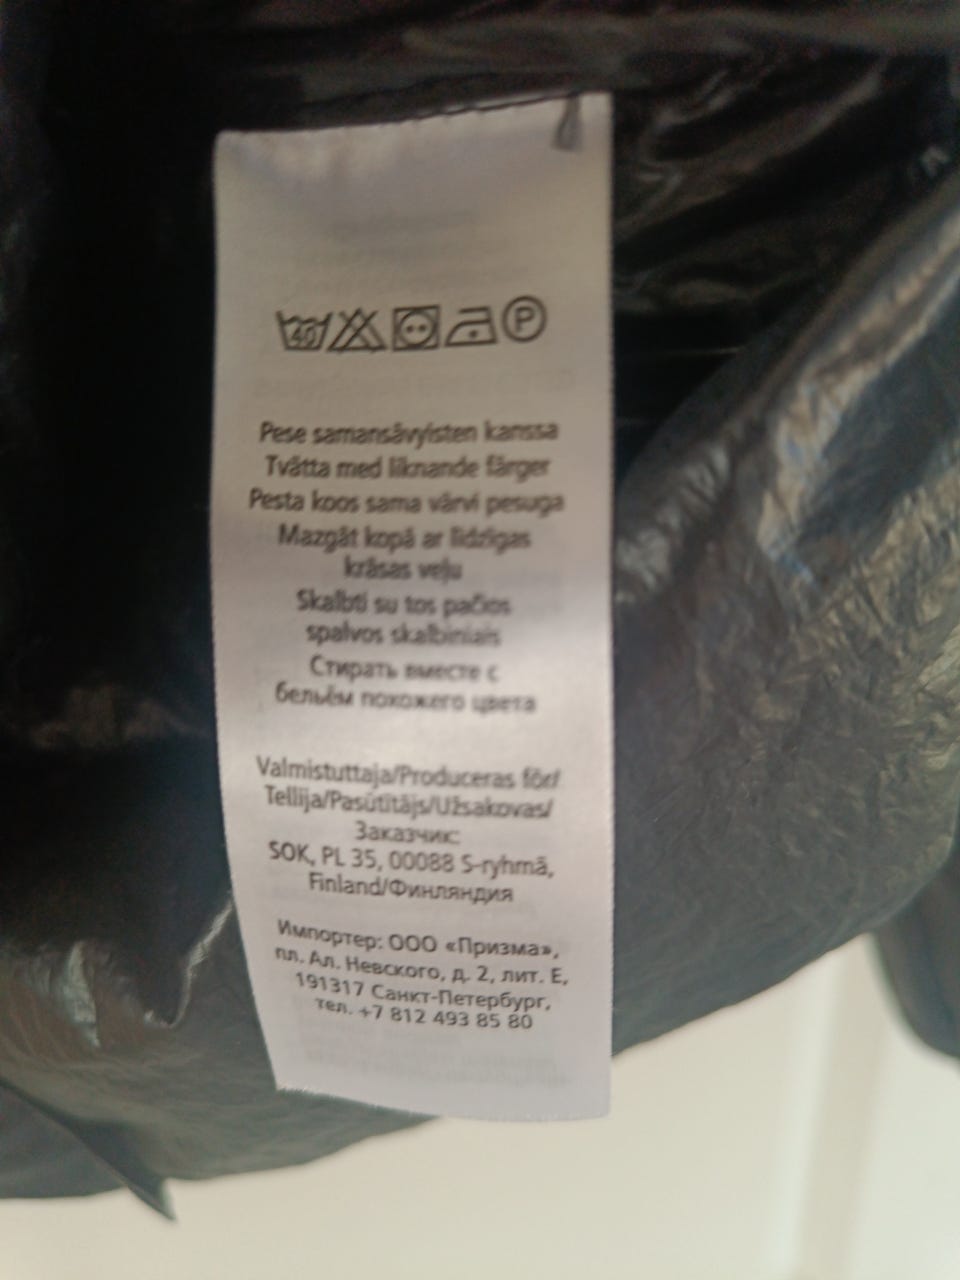 40 P
Pese samansävyisten kanssa
Tvätta med liknande färger
Pesta koos sama värvi pesuga
Mazgāt kopā ar līdzīgas
krāsas veļu
Skalbti su tos pačios
spalvos skalbiniais
Стирать вместе с
бельём похожего цвета
Valmistuttaja/Produceras för/
Tellija/Pasūtītājs/Užsakovas/
Заказчик:
SOK, PL 35, 00088 S-ryhmä,
Finland/Финляндия
Импортер: ООО «Призма»,
пл. Ал. Невского, д. 2, лит. Е,
191317 Санкт-Петербург,
тел. +7 812 493 85 80